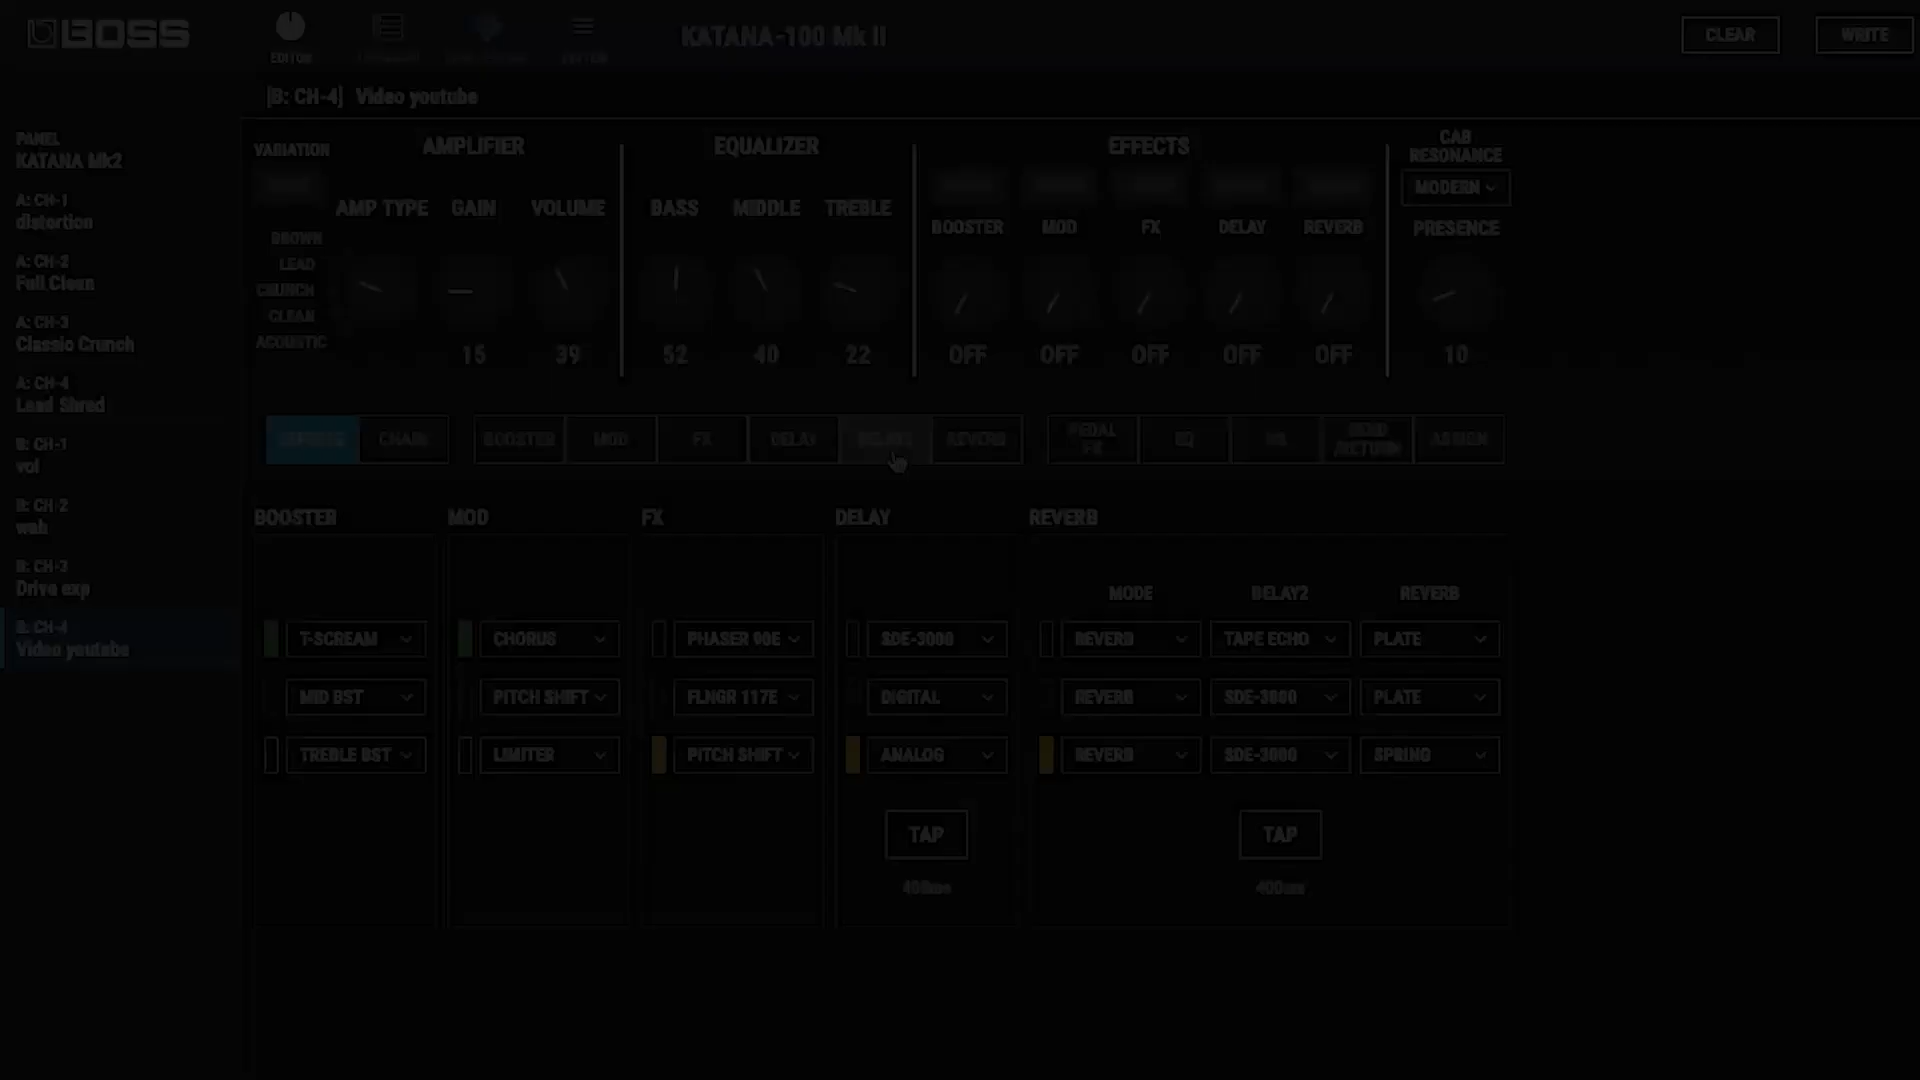 BOSS
EDITOR
KATANA-100 Mk II
CLEAR
WRITE
[B: CH-4] Video youtube
PANEL
KATANA Mk2
A: CH-1
distortion
A: CH-2
Full Clean
A: CH-3
Classic Crunch
A: CH-4
Lead Shred
B: CH-1
vol
B: CH-2
wah
B: CH-3
Drive exp
B: CH-4
Video youtube
VARIATION
AMPLIFIER
EQUALIZER
EFFECTS
CAB
RESONANCE
MODERN
AMP TYPE GAIN VOLUME
BASS MIDDLE TREBLE
BOOSTER MOD FX DELAY REVERB
PRESENCE
BROWN
LEAD
CRUNCH
CLEAN
ACOUSTIC
15 39
52 40 22
OFF OFF OFF OFF OFF
10
CHAIN
BOOSTER MOD FX DELAY REVERB
PEDAL
FX
EQ
SEND
/RETURN
ASSIGN
BOOSTER MOD FX DELAY REVERB
MODE DELAY2 REVERB
T-SCREAM CHORUS PHASER 90E SDE-3000 REVERB TAPE ECHO PLATE
MID BST PITCH SHIFT FLNGR 117E DIGITAL REVERB SDE-3000 PLATE
TREBLE BST LIMITER PITCH SHIFT ANALOG REVERB SDE-3000 SPRING
TAP TAP
400ms 400ms